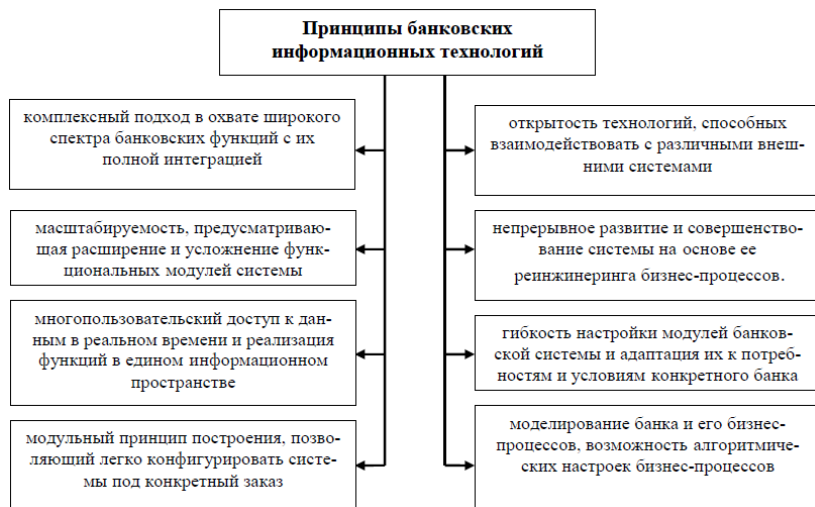 Принципы банковских
информационных технологий
комплексный подход в охвате широкого
спектра банковских функций с их
полной интеграцией
масштабируемость, предусматриваю-
щая расширение и усложнение функ-
циональных модулей системы
многопользовательский доступ к дан-
ным в реальном времени и реализация
функций в едином информационном
пространстве
модульный принцип построения, позво-
ляющий легко конфигурировать систе-
мы под конкретный заказ
открытость технологий, способных
взаимодействовать с различными внеш-
ними системами
непрерывное развитие и совершенство-
вание системы на основе ее
реинжинеринга бизнес-процессов.
гибкость настройки модулей банков-
ской системы и адаптация их к потреб-
ностям и условиям конкретного банка
моделирование банка и его бизнес-
процессов, возможность алгоритмиче-
ских настроек бизнес-процессов